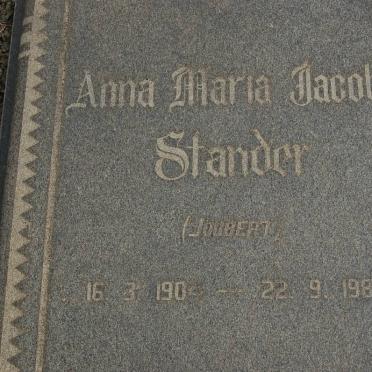 Anna Maria Jacob
Stander
(JOUBERT)
16. 3. 190 — 22. 9. 198